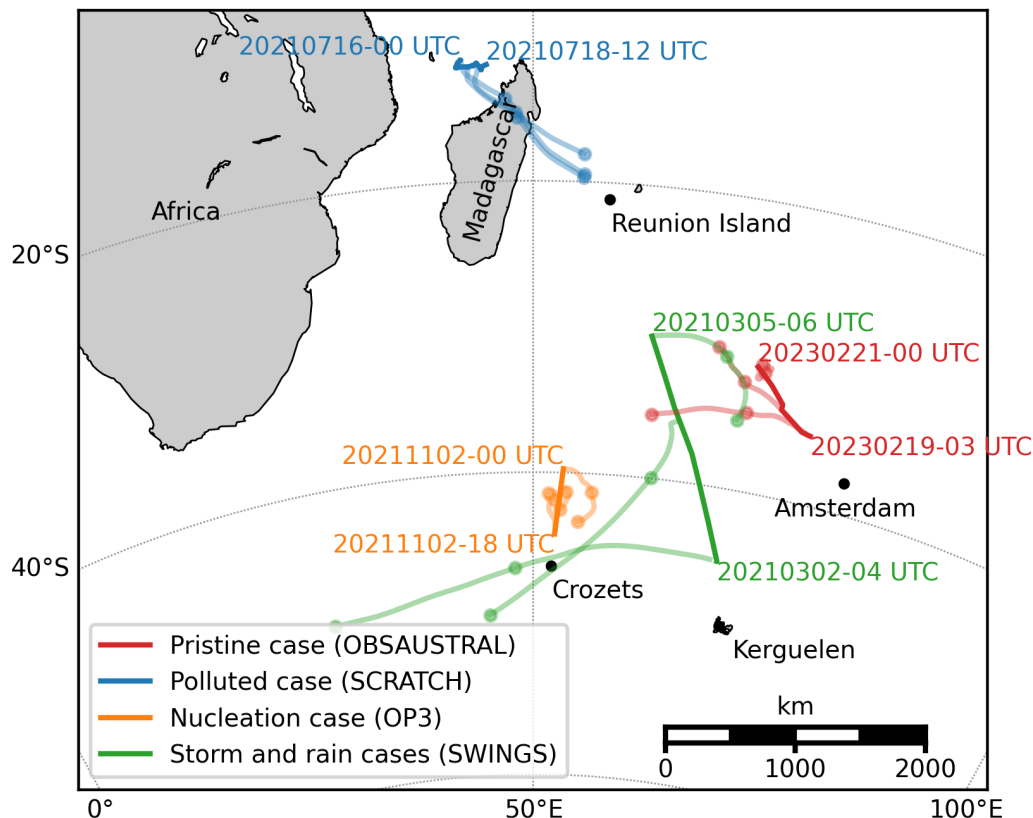 20210716-00 UTC
20210718-12 UTC
Madagascar
Africa
Reunion Island
20°S
20210305-06 UTC
20230221-00 UTC
20230219-03 UTC
20211102-00 UTC
Amsterdam
20211102-18 UTC
40°S
20210302-04 UTC
Crozets
Kerguelen
Pristine case (OBSAUSTRAL)
Polluted case (SCRATCH)
Nucleation case (OP3)
Storm and rain cases (SWINGS)
km
0 1000 2000
0° 50°E 100°E